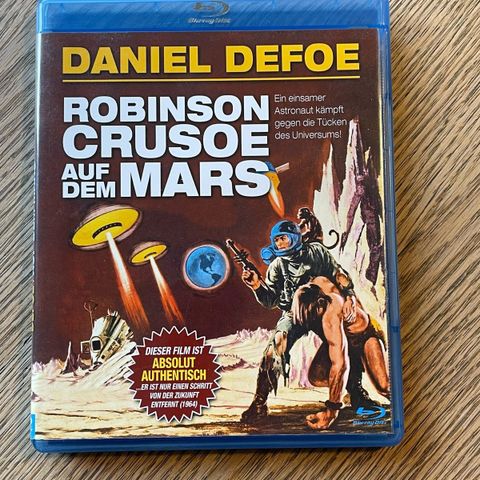 Blu-ray Disc
DANIEL DEFOE
ROBINSON
CRUSOE
AUF DEM MARS
Ein einsamer
Astronaut kämpft
gegen die Tücken
des Universums!
DIESER FILM IST
ABSOLUT
AUTHENTISCH
...ER IST NUR EINEN SCHRITT
VON DER ZUKUNFT
ENTFERNT (1964)
Blu-ray Disc